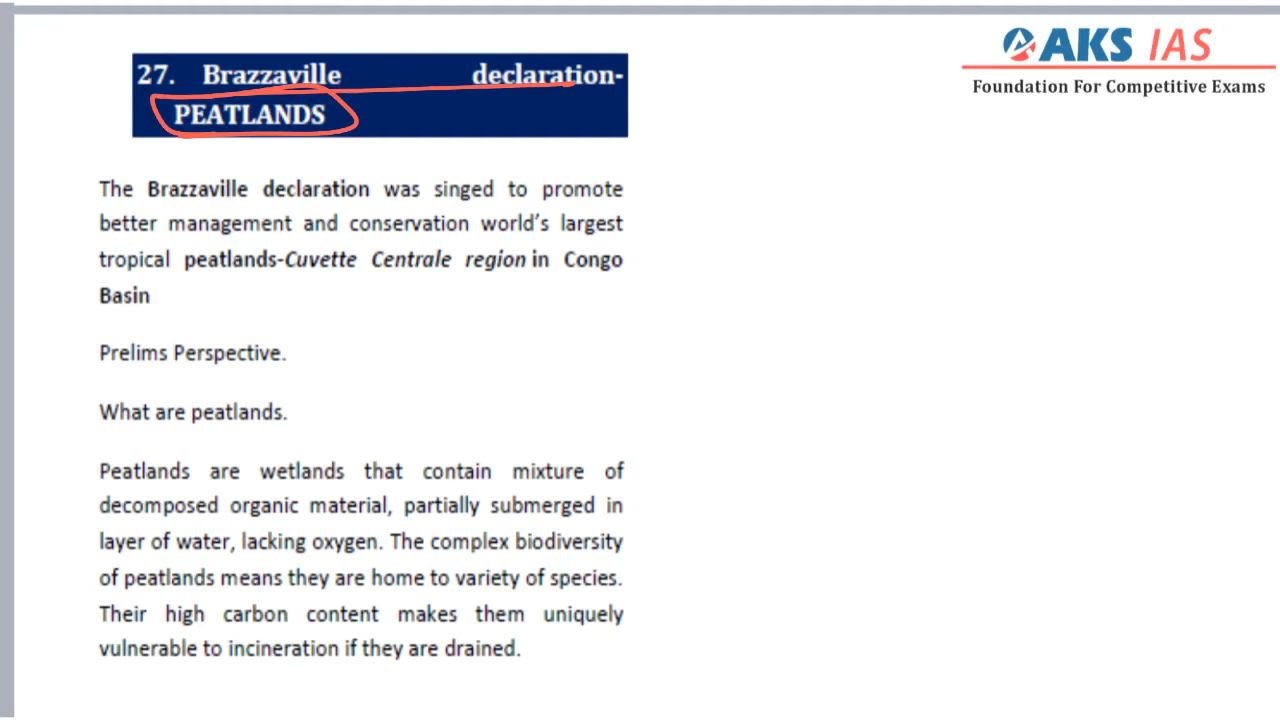 AKS IAS
Foundation For Competitive Exams
27. Brazzaville declaration-
PEATLANDS
The Brazzaville declaration was singed to promote
better management and conservation world's largest
tropical peatlands-Cuvette Centrale region in Congo
Basin
Prelims Perspective.
What are peatlands.
Peatlands are wetlands that contain mixture of
decomposed organic material, partially submerged in
layer of water, lacking oxygen. The complex biodiversity
of peatlands means they are home to variety of species.
Their high carbon content makes them uniquely
vulnerable to incineration if they are drained.